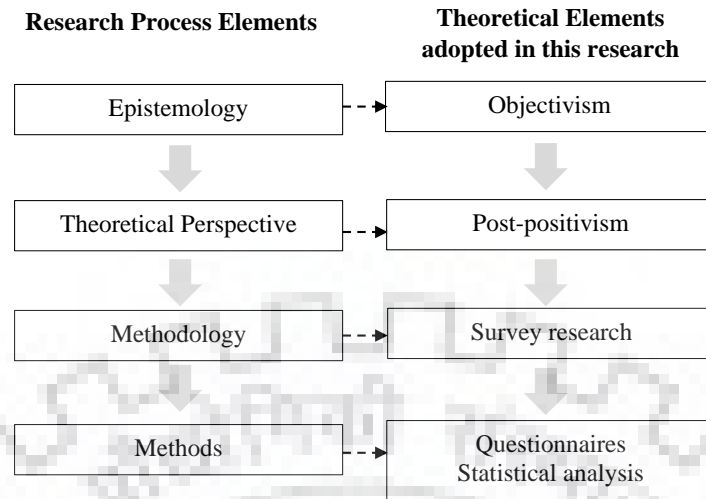 Research Process Elements
Theoretical Elements
adopted in this research
Epistemology
Objectivism
Theoretical Perspective
Post-positivism
Methodology
Survey research
Methods
Questionnaires
Statistical analysis